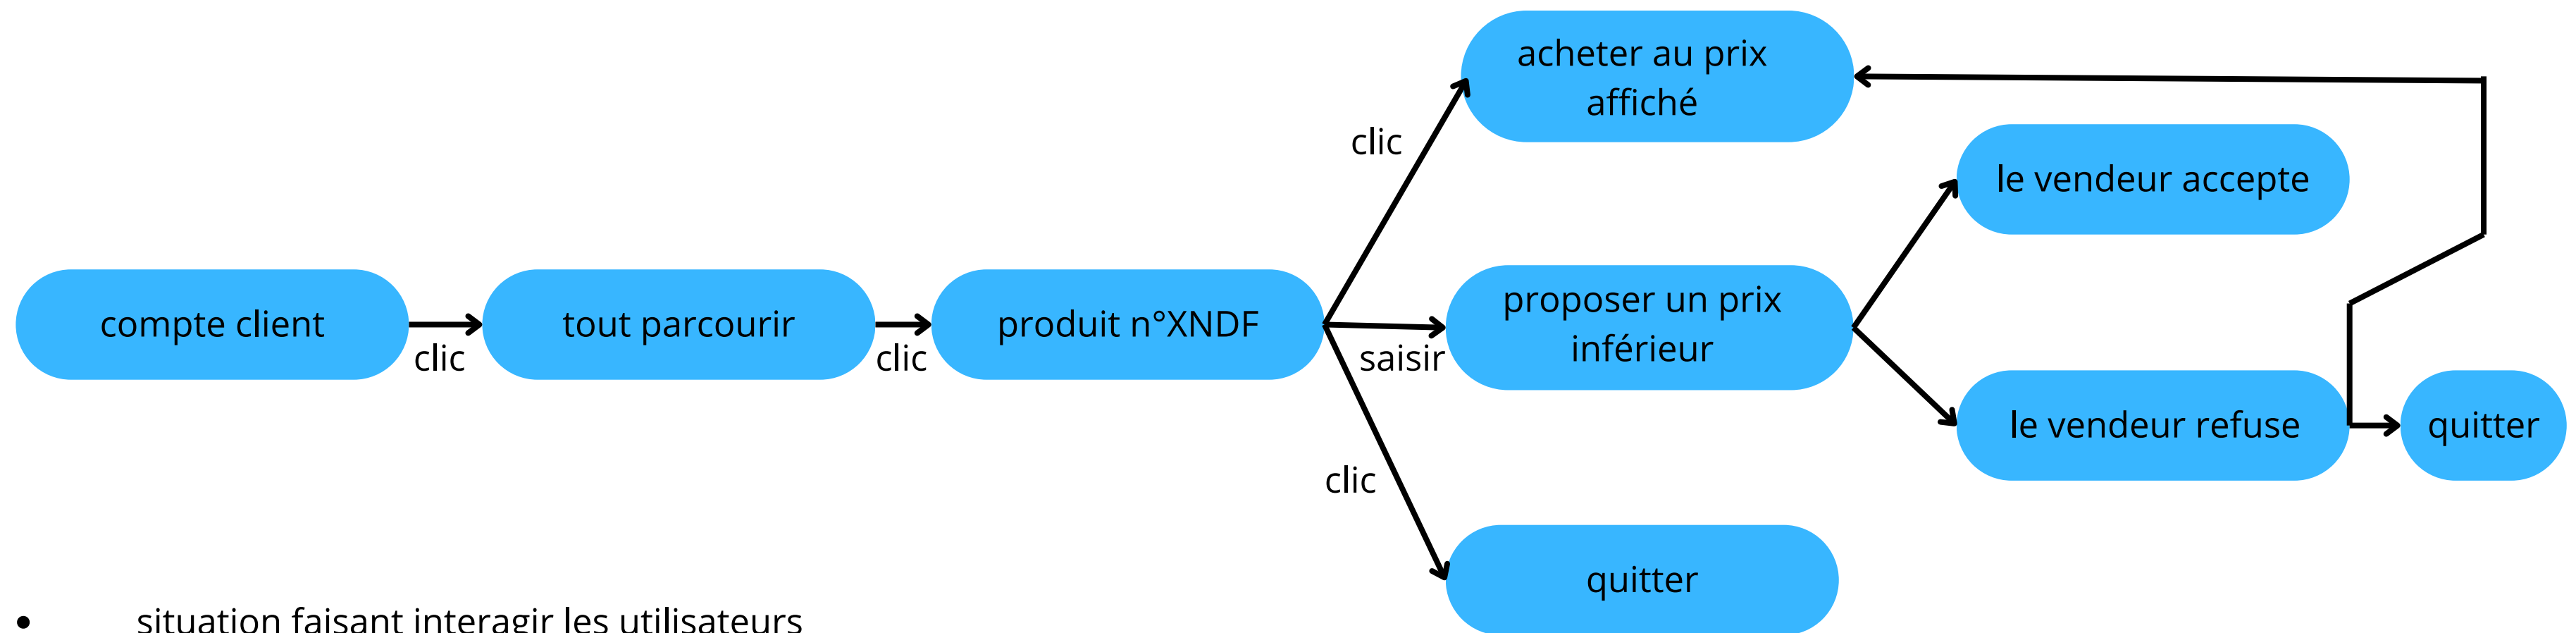 acheter au prix
affiché
clic
le vendeur accepte
compte client
clic
tout parcourir
clic
produit n°XNDF
saisir
proposer un prix
inférieur
le vendeur refuse
quitter
clic
quitter
• situation faisant interagir les utilisateurs